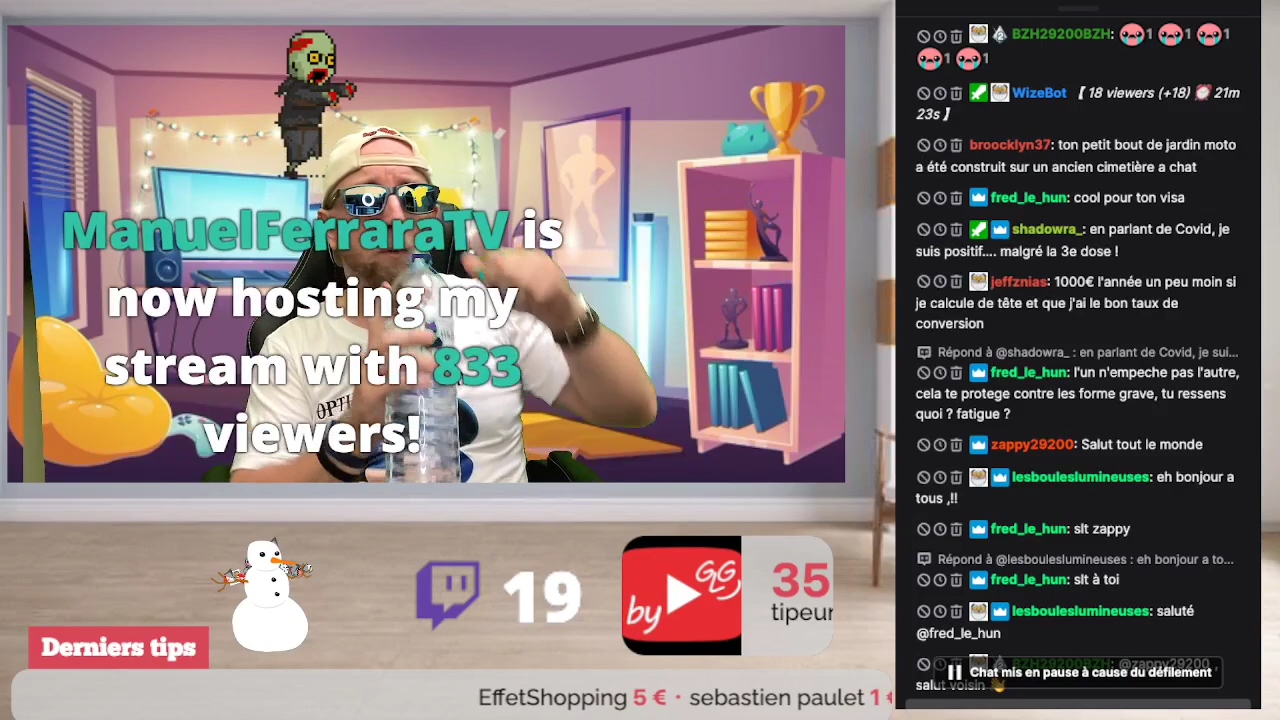 ManuelFerraraTV is
now hosting my
stream with 833
viewers!
OPTI
19
by GG
35
tipeur
Derniers tips
EffetShopping 5 € · sebastien paulet 1 €
BZH29200BZH: 1 1 1
1 1
WizeBot 【 18 viewers (+18) ⏰ 21m
23s 】
broocklyn37: ton petit bout de jardin moto
a été construit sur un ancien cimetière a chat
fred_le_hun: cool pour ton visa
shadowra_: en parlant de Covid, je
suis positif.... malgré la 3e dose !
jeffznias: 1000€ l'année un peu moin si
je calcule de tête et que j'ai le bon taux de
conversion
Répond à @shadowra_ : en parlant de Covid, je sui...
fred_le_hun: l'un n'empeche pas l'autre,
cela te protege contre les forme grave, tu ressens
quoi ? fatigue ?
zappy29200: Salut tout le monde
lesbouleslumineuses: eh bonjour a
tous ,!!
fred_le_hun: slt zappy
Répond à @lesbouleslumineuses : eh bonjour a to...
fred_le_hun: slt à toi
lesbouleslumineuses: saluté
@fred_le_hun
BZH29200BZH: @zappy29200
salut voisin 👋
Chat mis en pause à cause du défilement